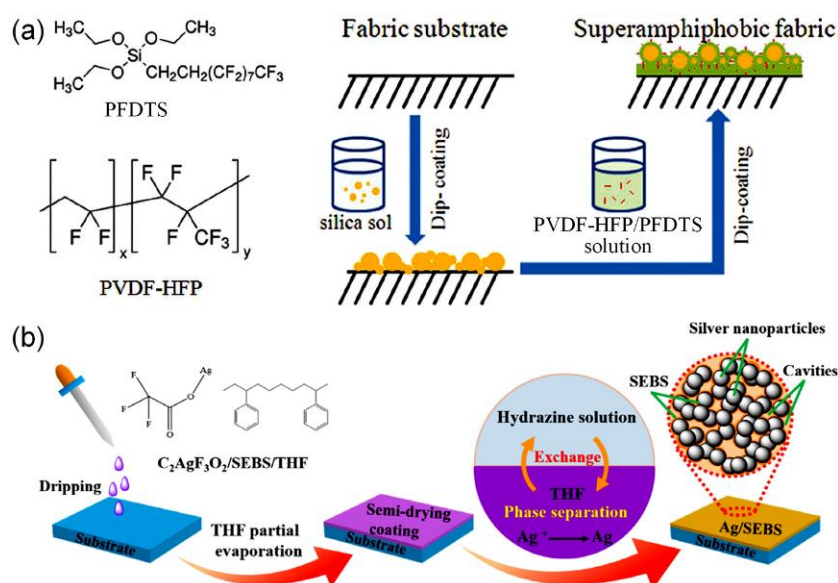 (a)
H₃C
O
O
CH₃
Si
H₃C
O
CH₂CH₂(CF₂)₇CF₃
PFDTS
F
F
F
F
F
F
CF₃
x
y
PVDF-HFP
Fabric substrate
Superamphiphobic fabric
silica sol
Dip- coating
PVDF-HFP/PFDTS
solution
Dip-coating
(b)
Silver nanoparticles
SEBS
Cavities
F
F
F
O
O
Ag
C₂AgF₃O₂/SEBS/THF
Dripping
Substrate
THF partial
evaporation
Semi-drying
coating
Substrate
Hydrazine solution
Exchange
THF
Phase separation
Ag⁺ → Ag
Ag/SEBS
Substrate